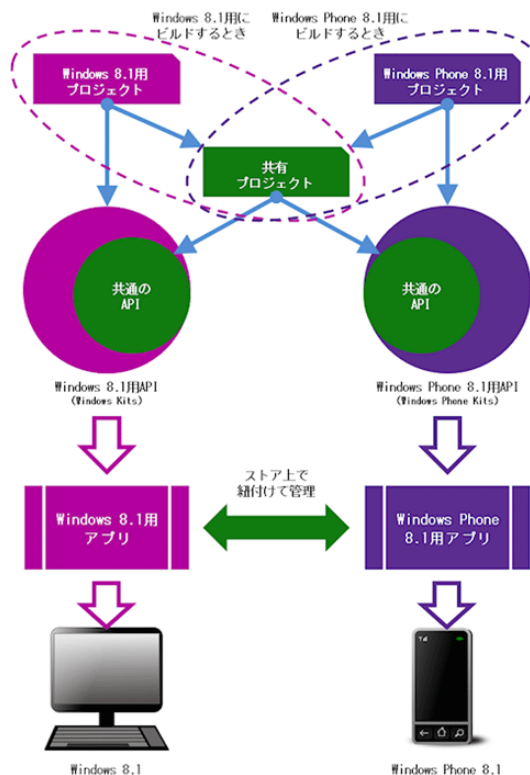 Windows 8.1用に
ビルドするとき
Windows Phone 8.1用に
ビルドするとき
Windows 8.1用
プロジェクト
Windows Phone 8.1用
プロジェクト
共有
プロジェクト
共通の
API
共通の
API
Windows 8.1用API
(Windows Kits)
Windows Phone 8.1用API
(Windows Phone Kits)
ストア上で
紐付けて管理
Windows 8.1用
アプリ
Windows Phone
8.1用アプリ
Windows 8.1
Windows Phone 8.1